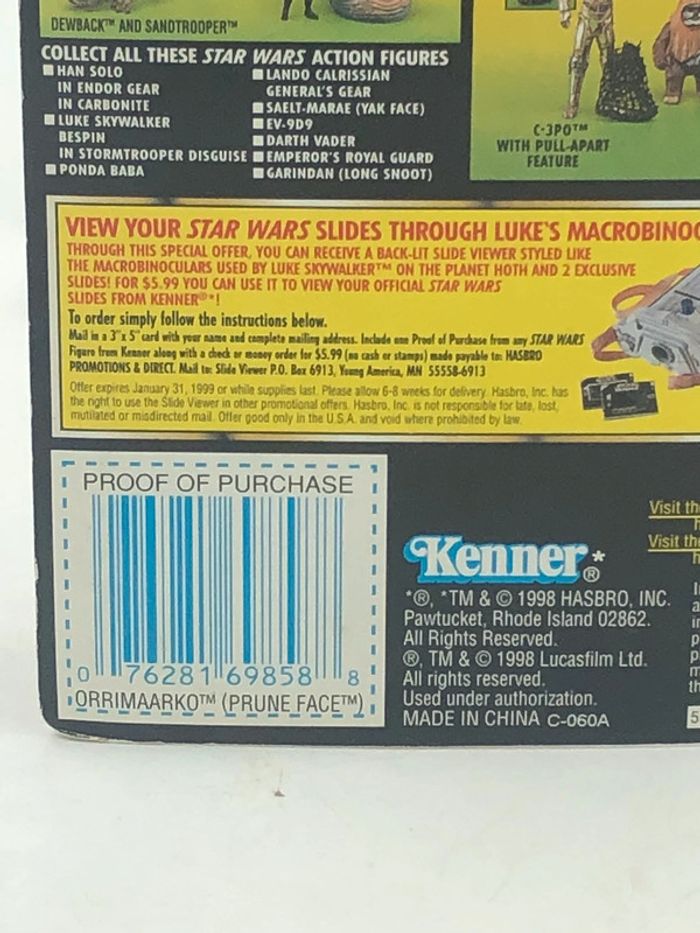 DEWBACK™ AND SANDTROOPER™
COLLECT ALL THESE STAR WARS ACTION FIGURES
HAN SOLO
IN ENDOR GEAR
IN CARBONITE
LUKE SKYWALKER
BESPIN
IN STORMTROOPER DISGUISE
PONDA BABA
LANDO CALRISSIAN
GENERAL'S GEAR
SAELT-MARAE (YAK FACE)
EV-9D9
DARTH VADER
EMPEROR'S ROYAL GUARD
GARINDAN (LONG SNOOT)
C-3PO™
WITH PULL-APART
FEATURE
VIEW YOUR STAR WARS SLIDES THROUGH LUKE'S MACROBINOC
THROUGH THIS SPECIAL OFFER, YOU CAN RECEIVE A BACK-LIT SLIDE VIEWER STYLED LIKE
THE MACROBINOCULARS USED BY LUKE SKYWALKER™ ON THE PLANET HOTH AND 2 EXCLUSIVE
SLIDES! FOR $5.99 YOU CAN USE IT TO VIEW YOUR OFFICIAL STAR WARS
SLIDES FROM KENNER®*!
To order simply follow the instructions below.
Mail in a 3"x 5" card with your name and complete mailing address. Include one Proof of Purchase from any STAR WARS
Figure from Kenner along with a check or money order for $5.99 (no cash or stamps) made payable to: HASBRO
PROMOTIONS & DIRECT. Mail to: Slide Viewer P.O. Box 6913, Young America, MN 55558-6913
Offer expires January 31, 1999 or while supplies last. Please allow 6-8 weeks for delivery. Hasbro, Inc. has
the right to use the Slide Viewer in other promotional offers. Hasbro, Inc. is not responsible for late, lost,
mutilated or misdirected mail. Offer good only in the U.S.A. and void where prohibited by law.
PROOF OF PURCHASE
0 76281 69858 8
ORRIMAARKO™ (PRUNE FACE™)
Kenner*®
*®, *TM & © 1998 HASBRO, INC.
Pawtucket, Rhode Island 02862.
All Rights Reserved.
®, TM & © 1998 Lucasfilm Ltd.
All rights reserved.
Used under authorization.
MADE IN CHINA C-060A
Visit th
Visit th
5